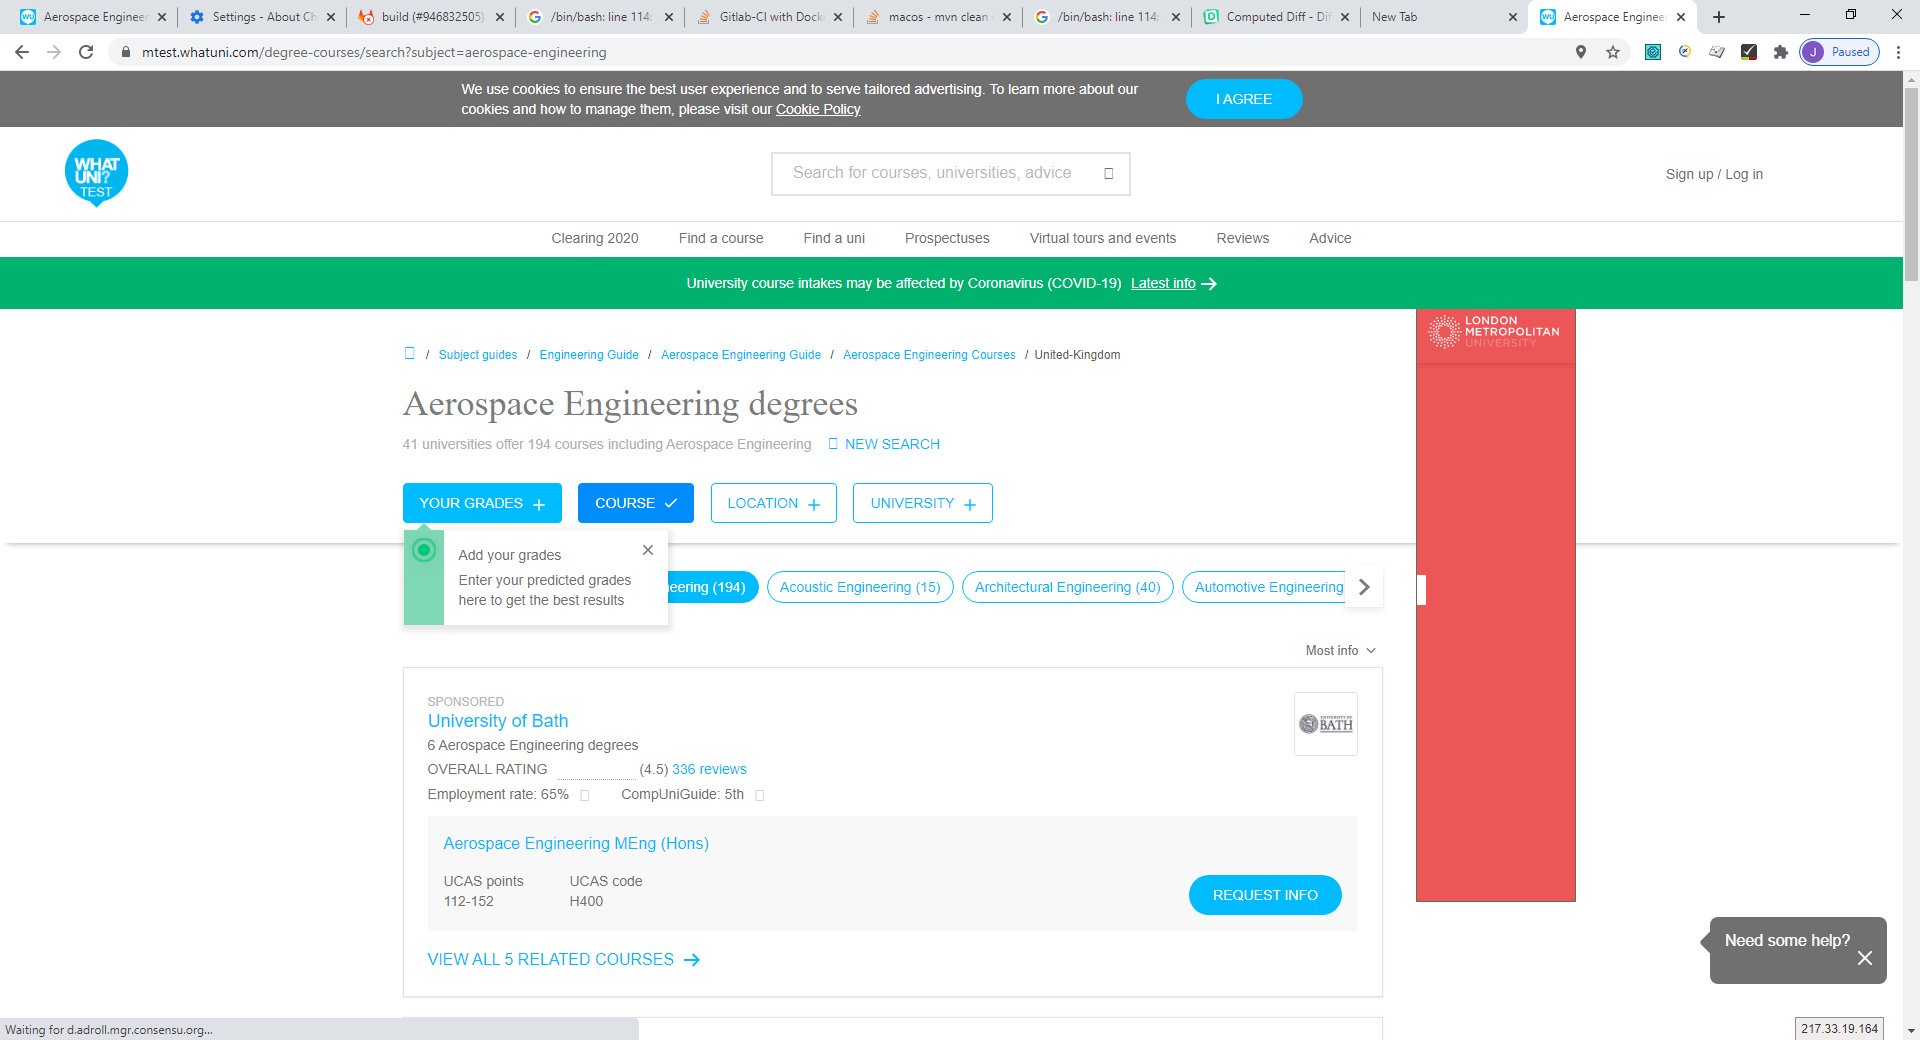 Aerospace Engineer
Settings - About Ch
build (#946832505)
/bin/bash: line 114:
Gitlab-CI with Dock
macos - mvn clean
/bin/bash: line 114:
Computed Diff - Dif
New Tab
Aerospace Engineer
mtest.whatuni.com/degree-courses/search?subject=aerospace-engineering
J Paused
We use cookies to ensure the best user experience and to serve tailored advertising. To learn more about our
cookies and how to manage them, please visit our Cookie Policy
I AGREE
WHAT
UNI?
TEST
Search for courses, universities, advice
Sign up / Log in
Clearing 2020 Find a course Find a uni Prospectuses Virtual tours and events Reviews Advice
University course intakes may be affected by Coronavirus (COVID-19) Latest info
LONDON
METROPOLITAN
UNIVERSITY
/ Subject guides / Engineering Guide / Aerospace Engineering Guide / Aerospace Engineering Courses / United-Kingdom
Aerospace Engineering degrees
41 universities offer 194 courses including Aerospace Engineering NEW SEARCH
YOUR GRADES + COURSE LOCATION + UNIVERSITY +
Add your grades
Enter your predicted grades
here to get the best results
eering (194) Acoustic Engineering (15) Architectural Engineering (40) Automotive Engineering
Most info
SPONSORED
University of Bath
UNIVERSITY OF
BATH
6 Aerospace Engineering degrees
OVERALL RATING (4.5) 336 reviews
Employment rate: 65% CompUniGuide: 5th
Aerospace Engineering MEng (Hons)
UCAS points UCAS code
112-152 H400
REQUEST INFO
VIEW ALL 5 RELATED COURSES
Need some help?
Waiting for d.adroll.mgr.consensu.org...
217.33.19.164